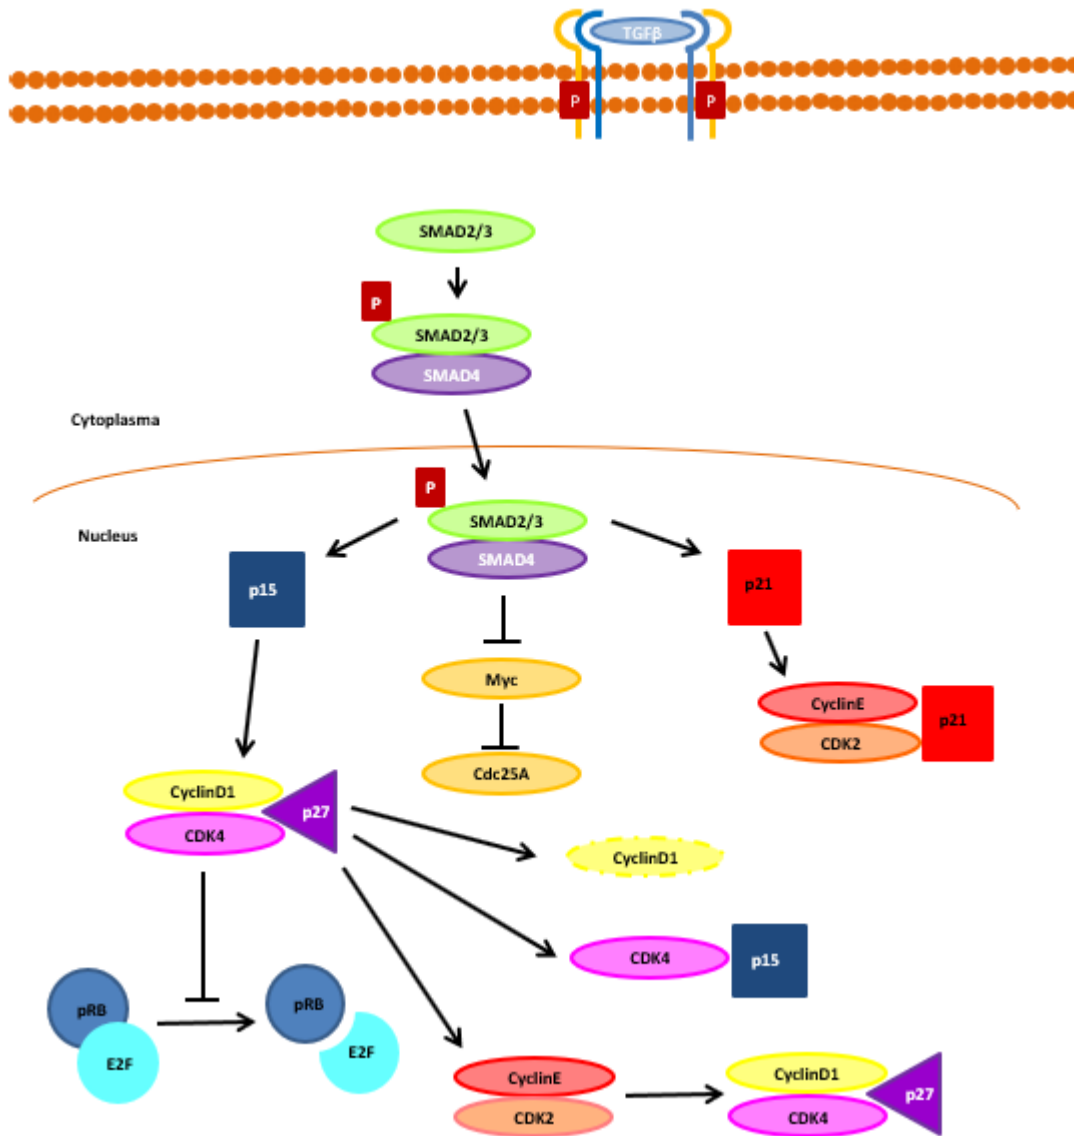 TGFβ
P
P
SMAD2/3
P
SMAD2/3
SMAD4
Cytoplasma
P
SMAD2/3
SMAD4
Nucleus
p15
p21
Myc
CyclinE
p21
CDK2
Cdc25A
CyclinD1
p27
CDK4
CyclinD1
CDK4
p15
pRB
E2F
pRB
E2F
CyclinE
CDK2
CyclinD1
p27
CDK4